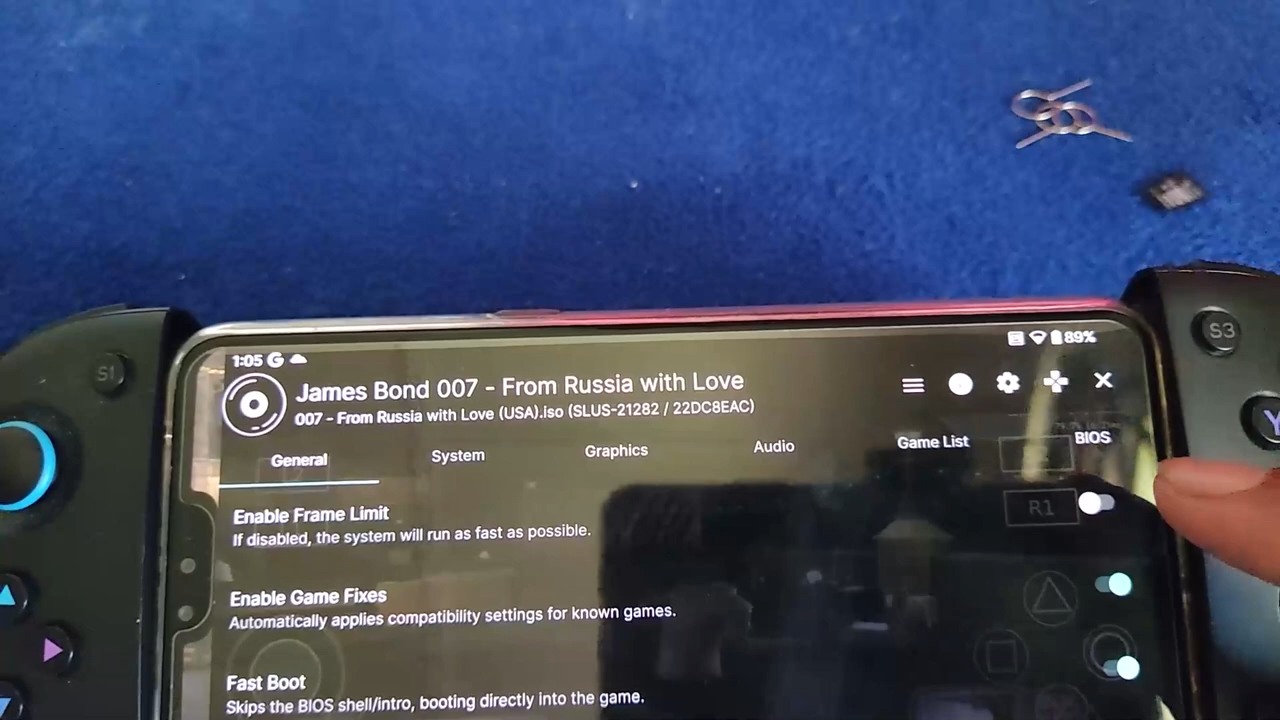 S1
S3
1:05 G
89%
James Bond 007 - From Russia with Love
007 - From Russia with Love (USA).iso (SLUS-21282 / 22DC8EAC)
General System Graphics Audio Game List BIOS
Enable Frame Limit
If disabled, the system will run as fast as possible.
R1
Enable Game Fixes
Automatically applies compatibility settings for known games.
Fast Boot
Skips the BIOS shell/intro, booting directly into the game.
Y